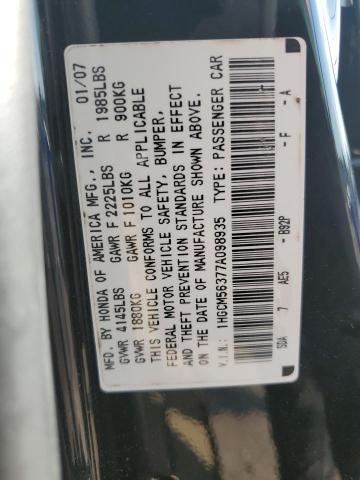 MFD. BY HONDA OF AMERICA MFG., INC. 01/07
GVWR 4145LBS GAWR F 2225LBS R 1985LBS
GVWR 1880KG GAWR F 1010KG R 900KG
THIS VEHICLE CONFORMS TO ALL APPLICABLE
FEDERAL MOTOR VEHICLE SAFETY, BUMPER,
AND THEFT PREVENTION STANDARDS IN EFFECT
ON THE DATE OF MANUFACTURE SHOWN ABOVE.
V.I.N.: 1HGCM56377A098935 TYPE: PASSENGER CAR
SDA 7 AE5 - B92P - F - A